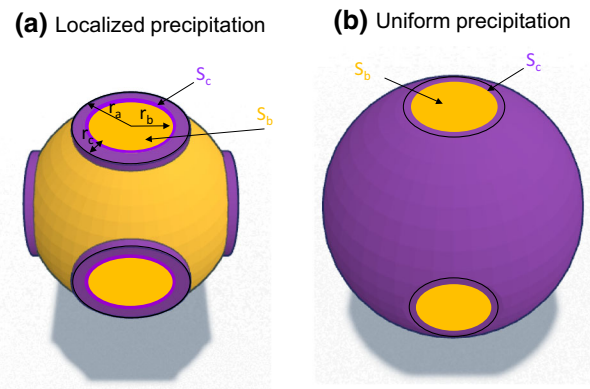 (a) Localized precipitation
S_c
r_a
r_b
S_b
r_c
(b) Uniform precipitation
S_b
S_c